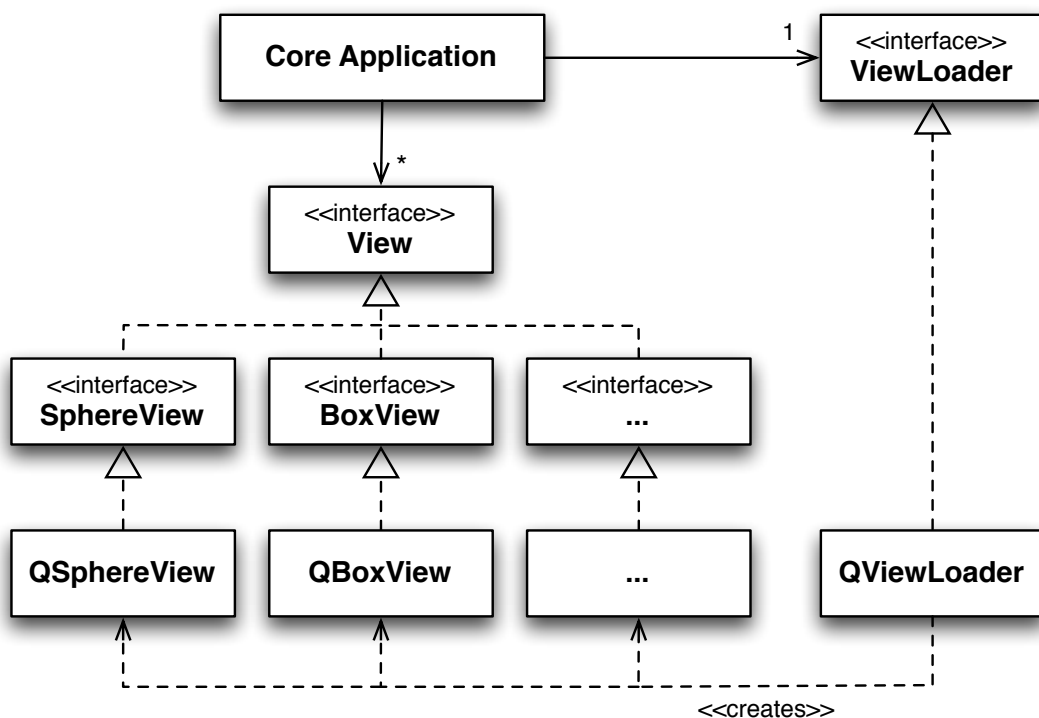 Core Application
1
<<interface>>
ViewLoader
*
<<interface>>
View
<<interface>>
SphereView
<<interface>>
BoxView
<<interface>>
...
QSphereView
QBoxView
...
QViewLoader
<<creates>>